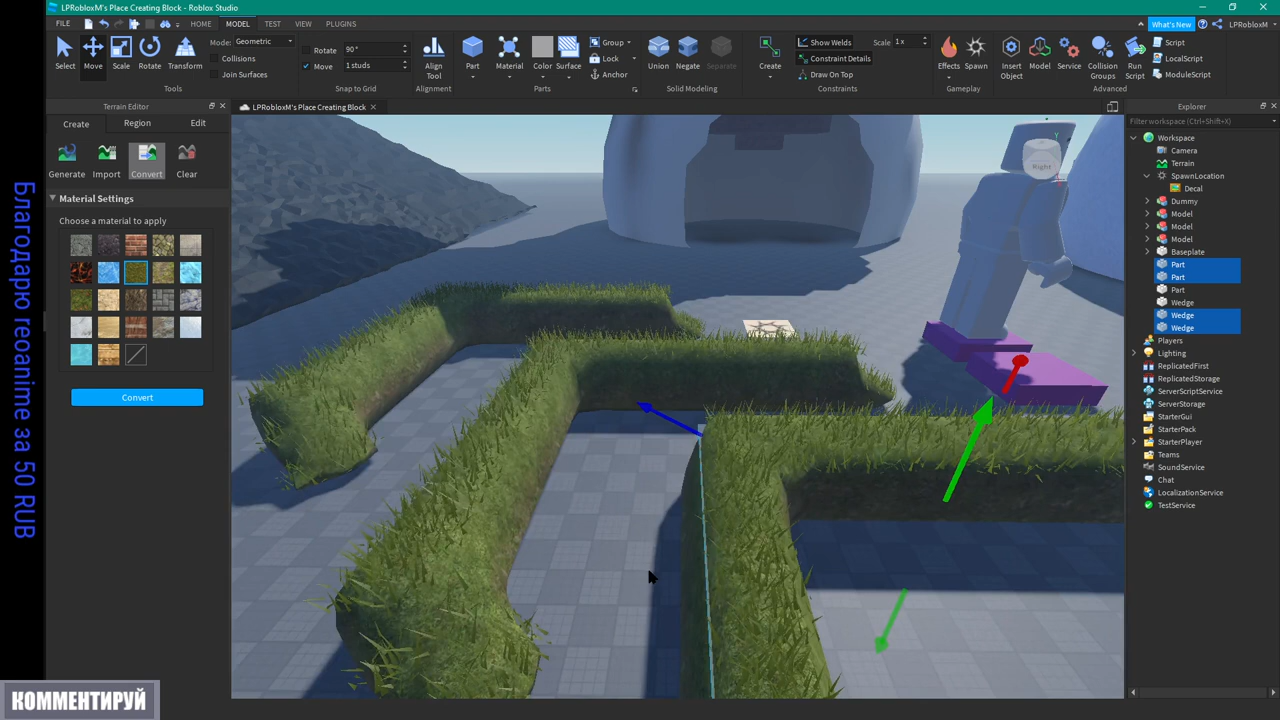 LPRobloxM's Place Creating Block - Roblox Studio
FILE HOME MODEL TEST VIEW PLUGINS What's New LPRobloxM
Select Move Scale Rotate Transform
Mode: Geometric
Collisions
Join Surfaces
Tools
Rotate 90°
Move 1 studs
Snap to Grid
Align Tool
Alignment
Part Material Color Surface
Group
Lock
Anchor
Parts
Union Negate Separate
Solid Modeling
Create
Show Welds
Constraint Details
Draw On Top
Scale 1 x
Constraints
Effects Spawn
Gameplay
Insert Object
Model
Service
Collision Groups
Run Script
Script
LocalScript
ModuleScript
Advanced
Terrain Editor
Create Region Edit
Generate Import Convert Clear
Material Settings
Choose a material to apply
Convert
LPRobloxM's Place Creating Block
Right
Y
Explorer
Filter workspace (Ctrl+Shift+X)
Workspace
Camera
Terrain
SpawnLocation
Decal
Dummy
Model
Model
Model
Baseplate
Part
Part
Part
Wedge
Wedge
Wedge
Players
Lighting
ReplicatedFirst
ReplicatedStorage
ServerScriptService
ServerStorage
StarterGui
StarterPack
StarterPlayer
Teams
SoundService
Chat
LocalizationService
TestService
Благодарю reoanime за 50 RUB
КОММЕНТИРУЙ